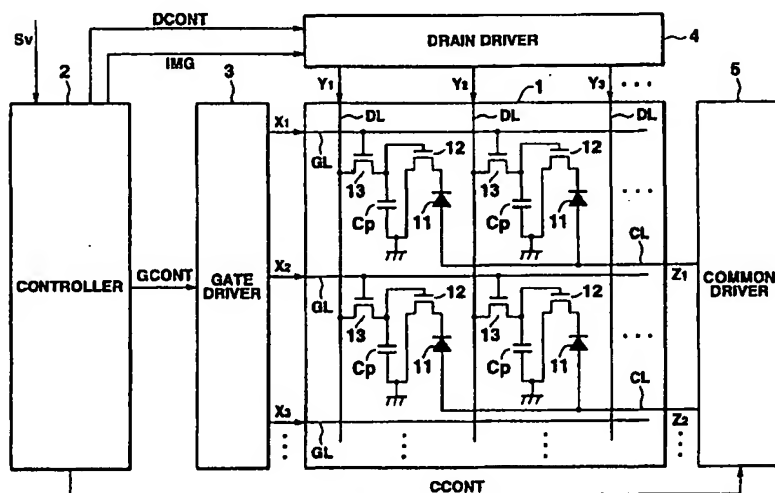 DCONT
DRAIN DRIVER
4
Sv
IMG
2
3
Y1
Y2
Y3
1
5
X1
DL
DL
DL
GL
12
12
13
13
Cp
11
Cp
11
CL
CONTROLLER
GCONT
GATE DRIVER
X2
Z1
COMMON DRIVER
GL
12
12
13
13
Cp
11
Cp
11
CL
X3
Z2
GL
CCONT